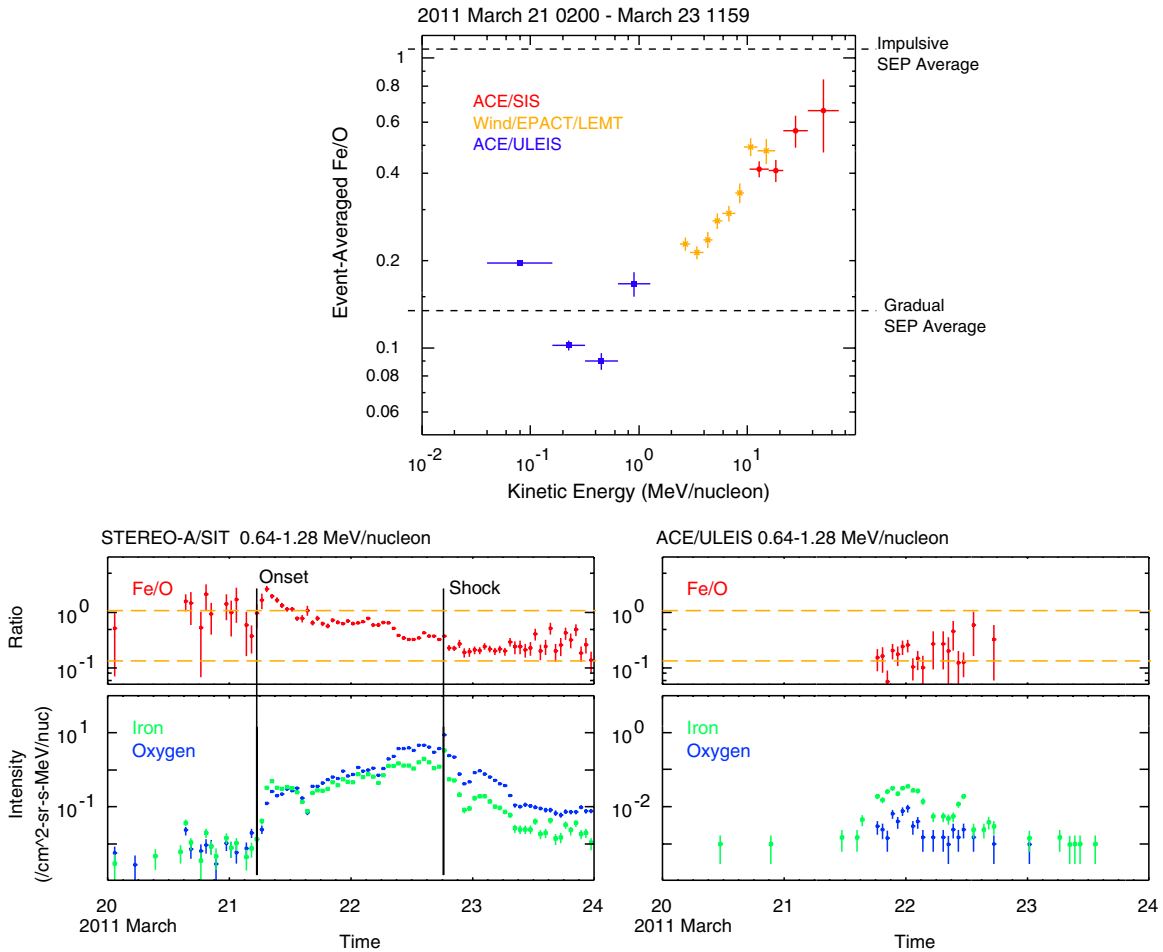 2011 March 21 0200 - March 23 1159
Impulsive
SEP Average
1
0.8
0.6
0.4
0.2
0.1
0.08
0.06
ACE/SIS
Wind/EPACT/LEMT
ACE/ULEIS
Gradual
SEP Average
Event-Averaged Fe/O
10^-2
10^-1
10^0
10^1
Kinetic Energy (MeV/nucleon)
STEREO-A/SIT 0.64-1.28 MeV/nucleon
Fe/O
Onset
Shock
Ratio
10^0
10^-1
Iron
Oxygen
Intensity
(/cm^2-sr-s-MeV/nuc)
10^1
10^-1
20
21
22
23
24
2011 March
Time
ACE/ULEIS 0.64-1.28 MeV/nucleon
Fe/O
10^0
10^-1
Iron
Oxygen
10^0
10^-2
20
21
22
23
24
2011 March
Time